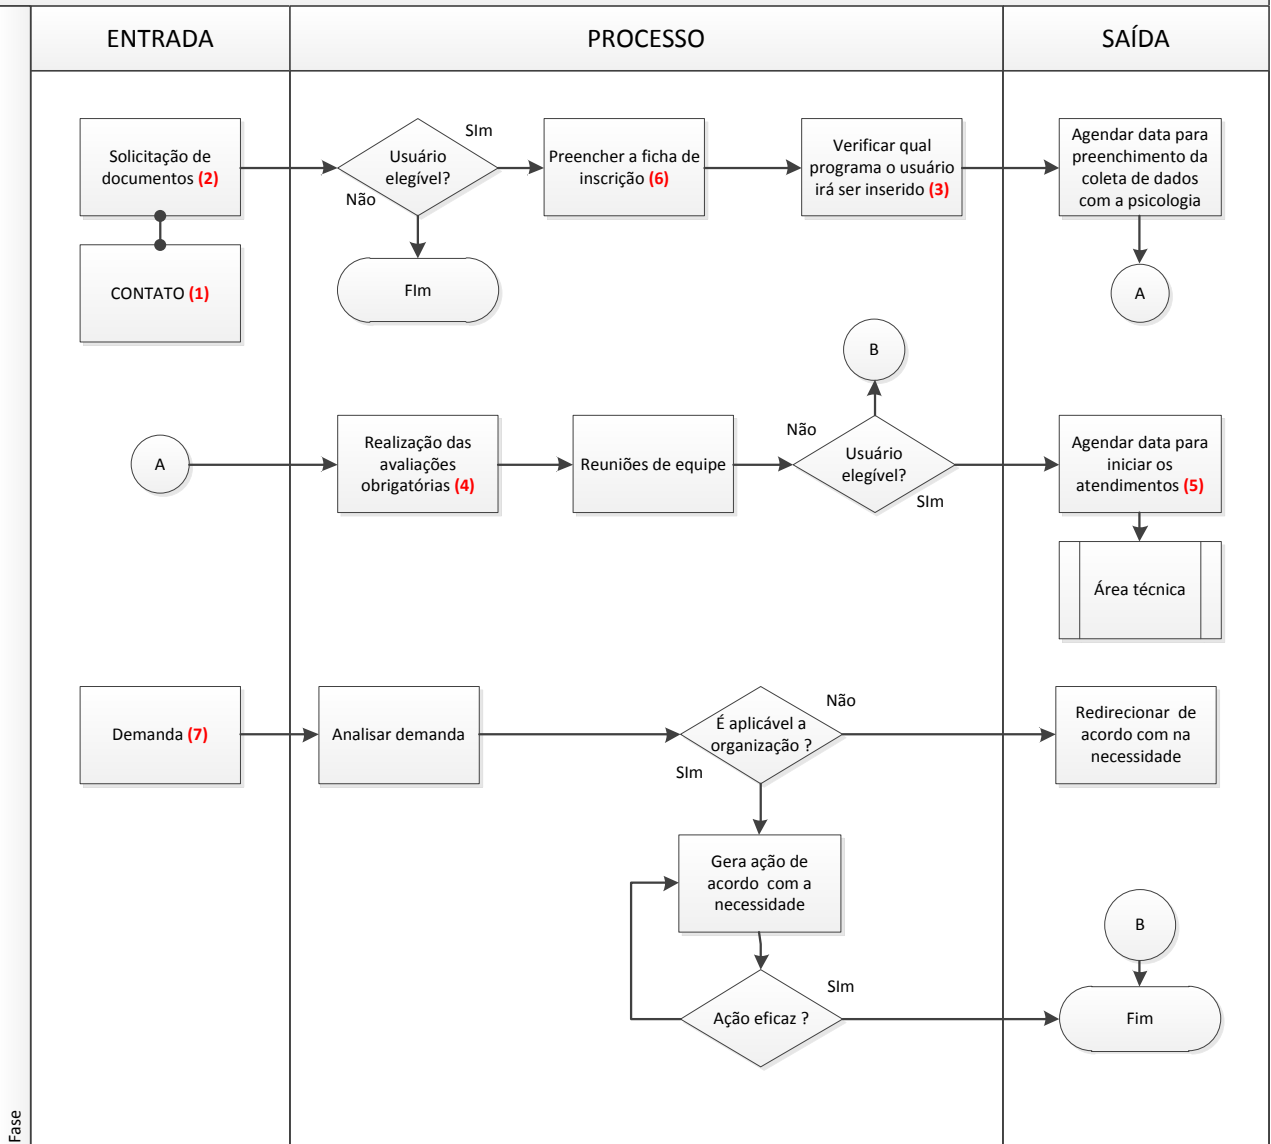 ENTRADA
PROCESSO
SAÍDA
Solicitação de
documentos (2)
CONTATO (1)
Usuário
elegível?
SIm
Não
FIm
Preencher a ficha de
inscrição (6)
Verificar qual
programa o usuário
irá ser inserido (3)
Agendar data para
preenchimento da
coleta de dados
com a psicologia
A
A
Realização das
avaliações
obrigatórias (4)
Reuniões de equipe
B
Não
Usuário
elegível?
SIm
Agendar data para
iniciar os
atendimentos (5)
Área técnica
Demanda (7)
Analisar demanda
É aplicável a
organização ?
Não
SIm
Redirecionar de
acordo com na
necessidade
Gera ação de
acordo com a
necessidade
Ação eficaz ?
SIm
B
Fim
Fase